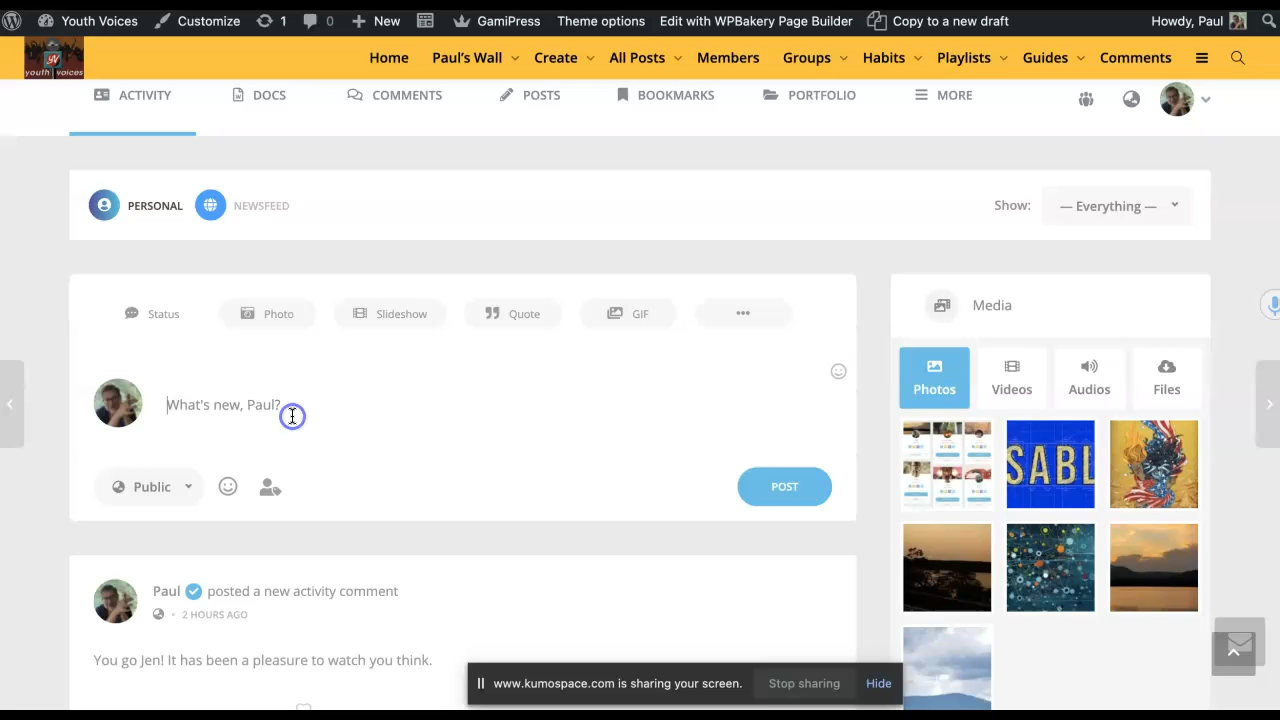 Youth Voices Customize 1 0 New GamiPress Theme options Edit with WPBakery Page Builder Copy to a new draft Howdy, Paul
youth voices Home Paul's Wall Create All Posts Members Groups Habits Playlists Guides Comments
ACTIVITY DOCS COMMENTS POSTS BOOKMARKS PORTFOLIO MORE
PERSONAL NEWSFEED Show: — Everything —
Status Photo Slideshow Quote GIF
What's new, Paul?
Public POST
Paul posted a new activity comment
2 HOURS AGO
You go Jen! It has been a pleasure to watch you think.
Media
Photos Videos Audios Files
SABL
www.kumospace.com is sharing your screen. Stop sharing Hide